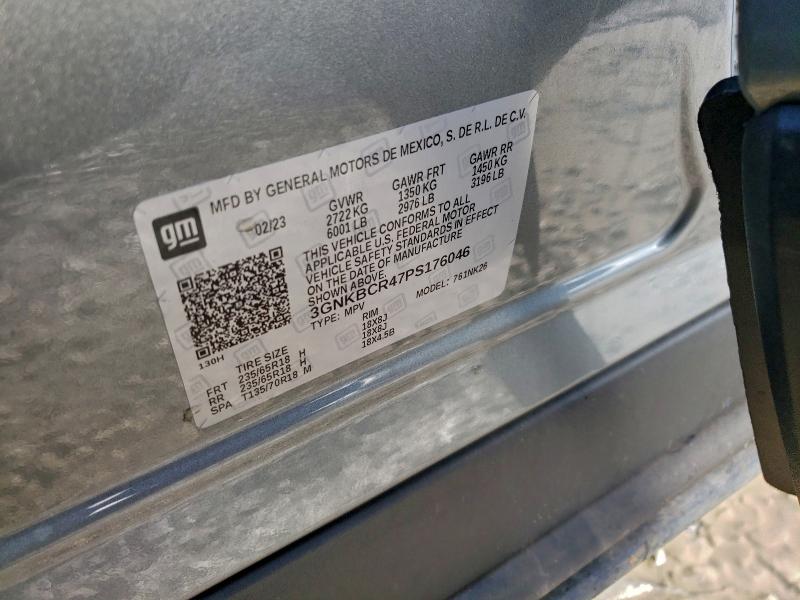 gm
MFD BY GENERAL MOTORS DE MEXICO, S. DE R.L. DE C.V.
02/23
GVWR GAWR FRT GAWR RR
2722 KG 1350 KG 1450 KG
6001 LB 2976 LB 3196 LB
THIS VEHICLE CONFORMS TO ALL
APPLICABLE U.S. FEDERAL MOTOR
VEHICLE SAFETY STANDARDS IN EFFECT
ON THE DATE OF MANUFACTURE
SHOWN ABOVE.
3GNKBCR47PS176046
TYPE: MPV MODEL: 761NK26
130H
TIRE SIZE RIM
FRT 235/65R18 H 18X8J
RR 235/65R18 H 18X8J
SPA T135/70R18 M 18X4.5B